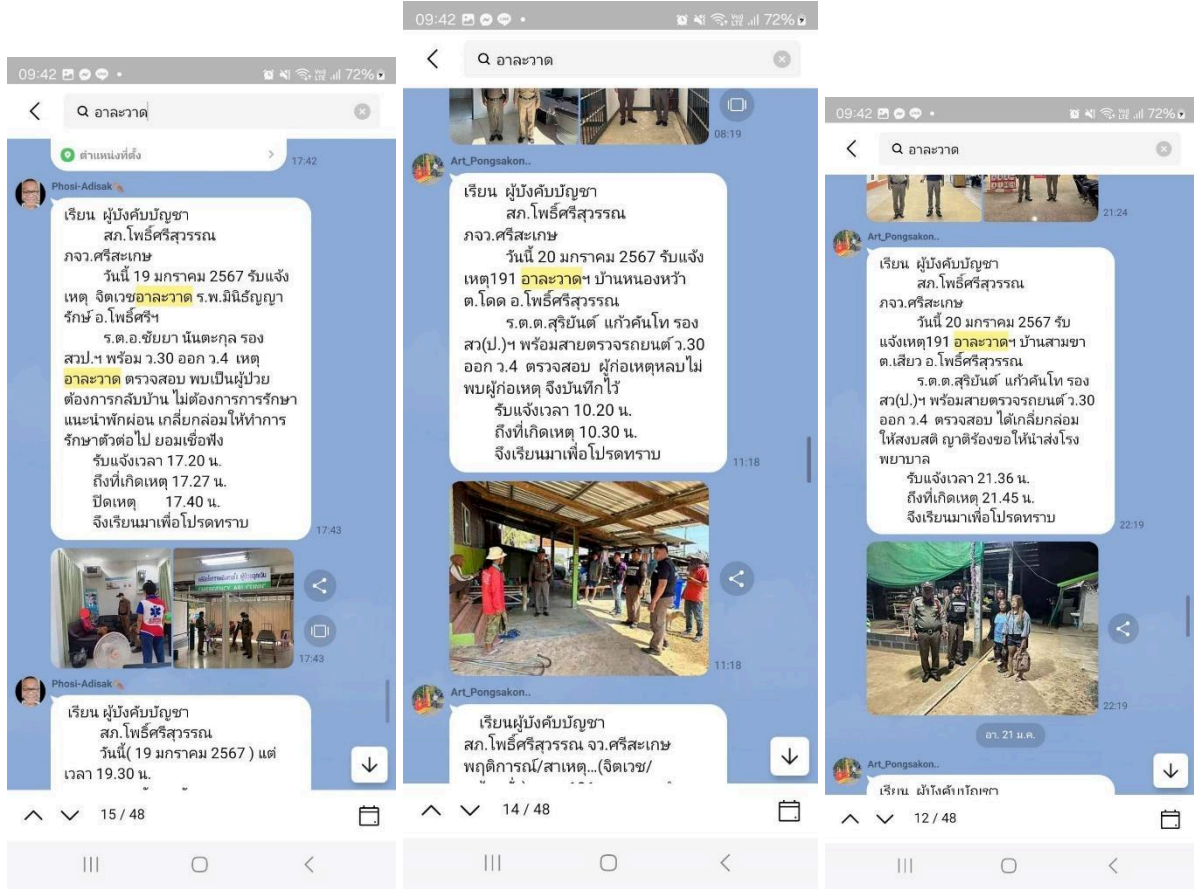 09:42
72%
อาละวาด
ตำแหน่งที่ตั้ง
17:42
Phosi-Adisak
เรียน ผู้บังคับบัญชา
สภ.โพธิ์ศรีสุวรรณ
ภจว.ศรีสะเกษ
วันนี้ 19 มกราคม 2567 รับแจ้ง
เหตุ จิตเวชอาละวาด ร.พ.มินิธัญญา
รักษ์ อ.โพธิ์ศรีฯ
ร.ต.อ.ชัยยา นันตะกุล รอง
สวป.ฯ พร้อม ว.30 ออก ว.4 เหตุ
อาละวาด ตรวจสอบ พบเป็นผู้ป่วย
ต้องการกลับบ้าน ไม่ต้องการการรักษา
แนะนำพักผ่อน เกลี่ยกล่อมให้ทำการ
รักษาตัวต่อไป ยอมเชื่อฟัง
รับแจ้งเวลา 17.20 น.
ถึงที่เกิดเหตุ 17.27 น.
ปิดเหตุ 17.40 น.
จึงเรียนมาเพื่อโปรดทราบ
17:43
17:43
Phosi-Adisak
เรียน ผู้บังคับบัญชา
สภ.โพธิ์ศรีสุวรรณ
วันนี้( 19 มกราคม 2567 ) แต่
เวลา 19.30 น.
15 / 48
09:42
72%
อาละวาด
08:19
Art_Pongsakon..
เรียน ผู้บังคับบัญชา
สภ.โพธิ์ศรีสุวรรณ
ภจว.ศรีสะเกษ
วันนี้ 20 มกราคม 2567 รับแจ้ง
เหตุ191 อาละวาดฯ บ้านหนองหว้า
ต.โดด อ.โพธิ์ศรีสุวรรณ
ร.ต.ต.สุริยันต์ แก้วคันโท รอง
สว(ป.)ฯ พร้อมสายตรวจรถยนต์ ว.30
ออก ว.4 ตรวจสอบ ผู้ก่อเหตุหลบไม่
พบผู้ก่อเหตุ จึงบันทึกไว้
รับแจ้งเวลา 10.20 น.
ถึงที่เกิดเหตุ 10.30 น.
จึงเรียนมาเพื่อโปรดทราบ
11:18
11:18
Art_Pongsakon..
เรียนผู้บังคับบัญชา
สภ.โพธิ์ศรีสุวรรณ จว.ศรีสะเกษ
พฤติการณ์/สาเหตุ...(จิตเวช/
14 / 48
09:42
72%
อาละวาด
21:24
Art_Pongsakon..
เรียน ผู้บังคับบัญชา
สภ.โพธิ์ศรีสุวรรณ
ภจว.ศรีสะเกษ
วันนี้ 20 มกราคม 2567 รับ
แจ้งเหตุ191 อาละวาดฯ บ้านสามขา
ต.เสียว อ.โพธิ์ศรีสุวรรณ
ร.ต.ต.สุริยันต์ แก้วคันโท รอง
สว(ป.)ฯ พร้อมสายตรวจรถยนต์ ว.30
ออก ว.4 ตรวจสอบ ได้เกลี่ยกล่อม
ให้สงบสติ ญาติร้องขอให้นำส่งโรง
พยาบาล
รับแจ้งเวลา 21.36 น.
ถึงที่เกิดเหตุ 21.45 น.
จึงเรียนมาเพื่อโปรดทราบ
22:19
22:19
อา. 21 ม.ค.
Art_Pongsakon..
เรียน ผู้บังคับบัญชา
12 / 48